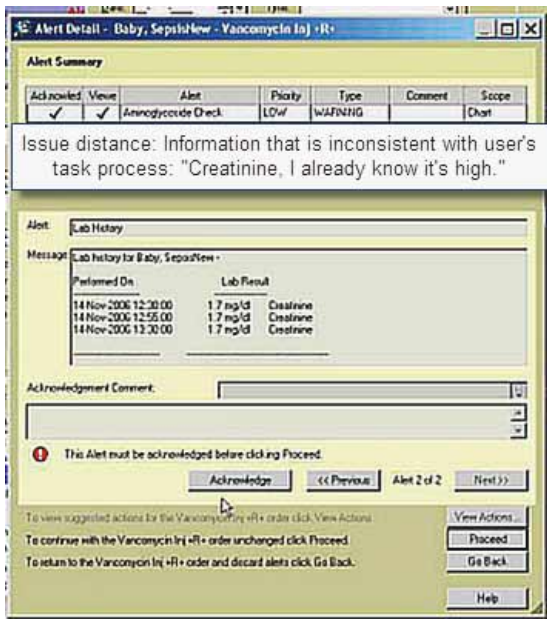 Alert Detail - Baby, SepsisNew - Vancomycin Inj +R+
Alert Summary
Acknowled Viewe Alert Priority Type Comment Scope
✓ ✓ Aminoglycoside Check LOW WARNING Chart
Issue distance: Information that is inconsistent with user's
task process: "Creatinine, I already know it's high."
Alert: Lab History
Message: Lab history for Baby, SepsisNew -
Performed On Lab Result
14-Nov-2006 12:30:00 1.7 mg/dl Creatinine
14-Nov-2006 12:55:00 1.7 mg/dl Creatinine
14-Nov-2006 13:30:00 1.7 mg/dl Creatinine
Acknowledgement Comment:
This Alert must be acknowledged before clicking Proceed.
Acknowledge << Previous Alert 2 of 2 Next >>
To view suggested actions for the Vancomycin Inj +R+ order click View Actions. View Actions...
To continue with the Vancomycin Inj +R+ order unchanged click Proceed. Proceed
To return to the Vancomycin Inj +R+ order and discard alerts click Go Back. Go Back
Help